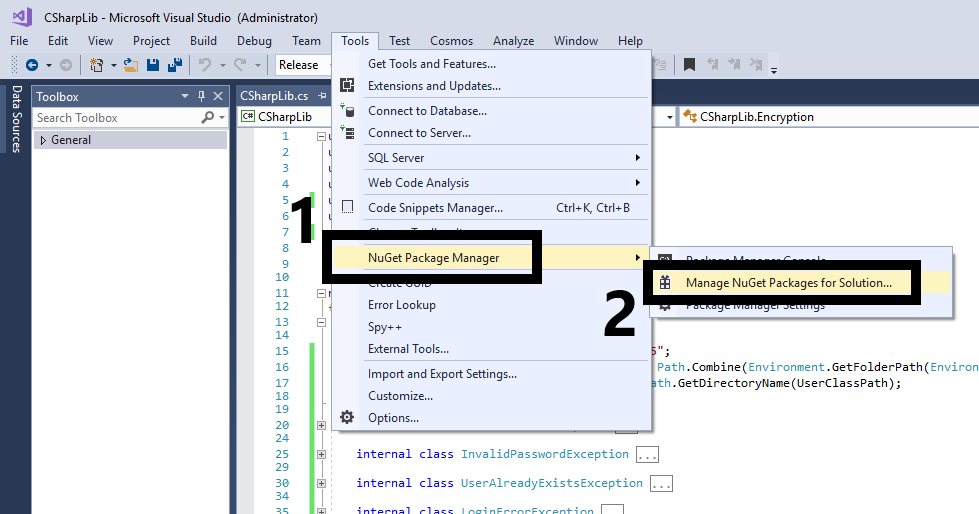 CSharpLib - Microsoft Visual Studio (Administrator)
File Edit View Project Build Debug Team Tools Test Cosmos Analyze Window Help
Release
Data Sources
Toolbox
Search Toolbox
General
CSharpLib.cs
C# CSharpLib
CSharpLib.Encryption
Get Tools and Features...
Extensions and Updates...
Connect to Database...
Connect to Server...
SQL Server
Web Code Analysis
Code Snippets Manager... Ctrl+K, Ctrl+B
1
NuGet Package Manager
Create GUID
Error Lookup
Spy++
External Tools...
Import and Export Settings...
Customize...
Options...
Package Manager Console
Manage NuGet Packages for Solution...
Package Manager Settings
2
1
2
3
4
5
6
7
8
9
10
11
12
13
14
15 5";
16 Path.Combine(Environment.GetFolderPath(Environ
17 ath.GetDirectoryName(UserClassPath);
18
19
20
24
25 internal class InvalidPasswordException ...
29
30 internal class UserAlreadyExistsException ...
34
35 internal class LoginErrorException ...